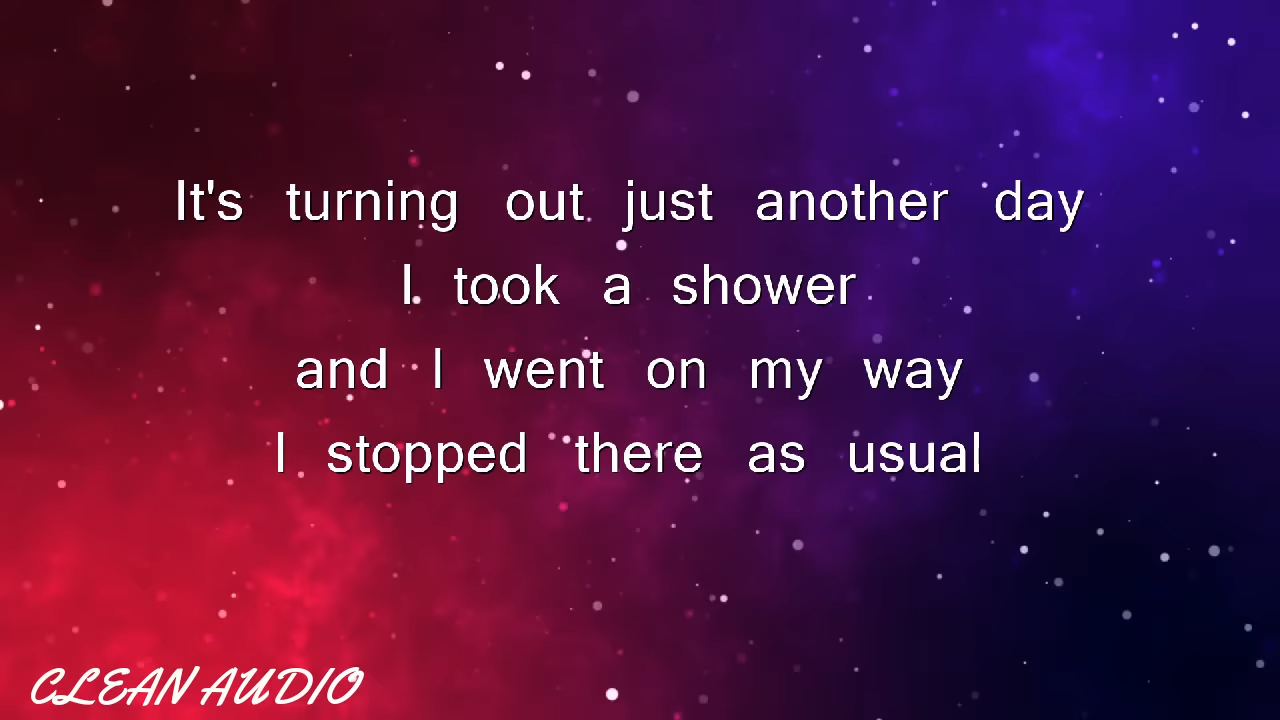 It's turning out just another day
I took a shower
and I went on my way
I stopped there as usual
CLEAN AUDIO